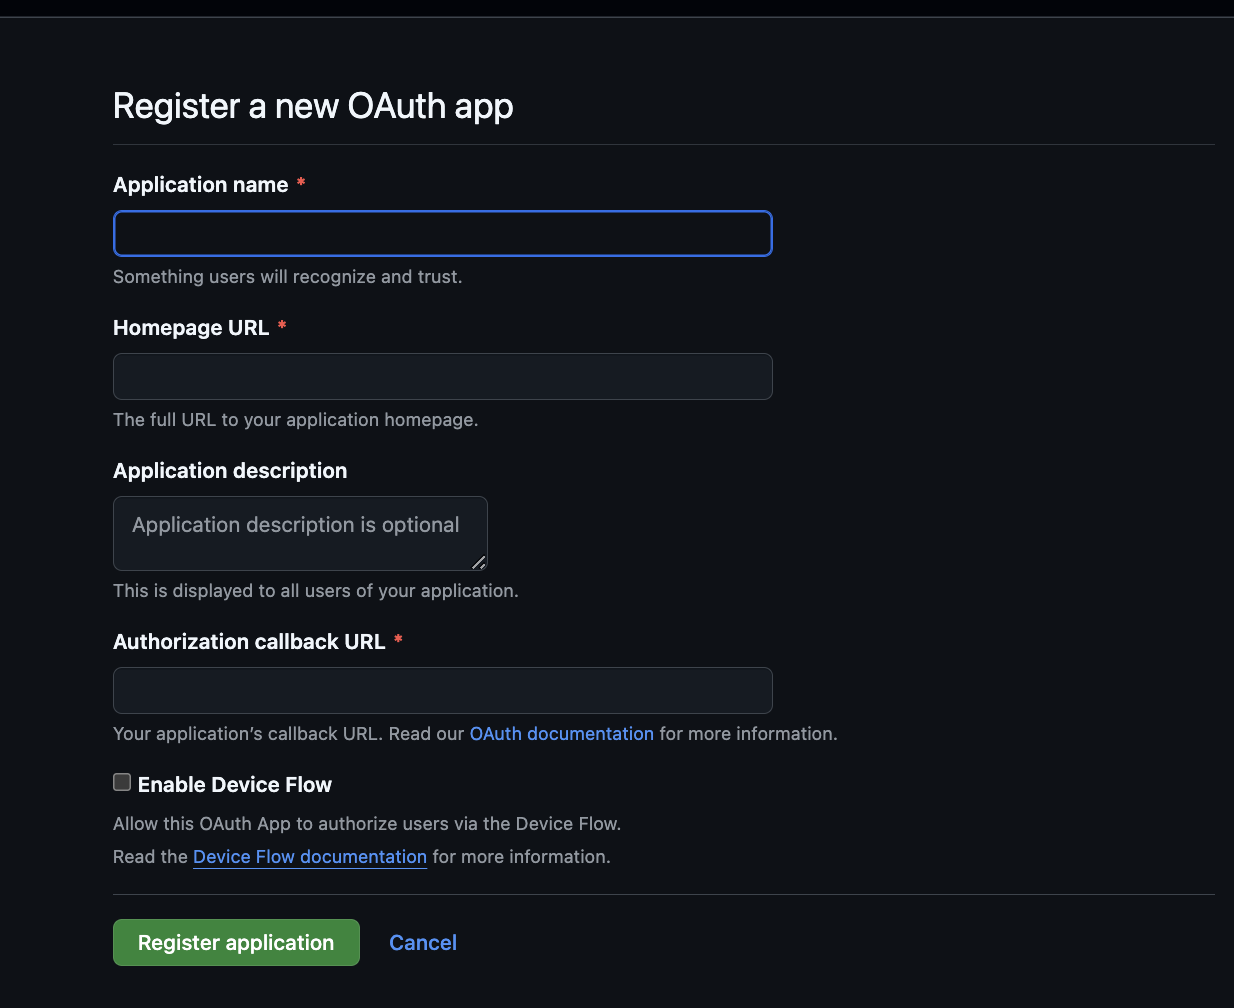 Register a new OAuth app
Application name *
Something users will recognize and trust.
Homepage URL *
The full URL to your application homepage.
Application description
Application description is optional
This is displayed to all users of your application.
Authorization callback URL *
Your application’s callback URL. Read our OAuth documentation for more information.
Enable Device Flow
Allow this OAuth App to authorize users via the Device Flow.
Read the Device Flow documentation for more information.
Register application Cancel